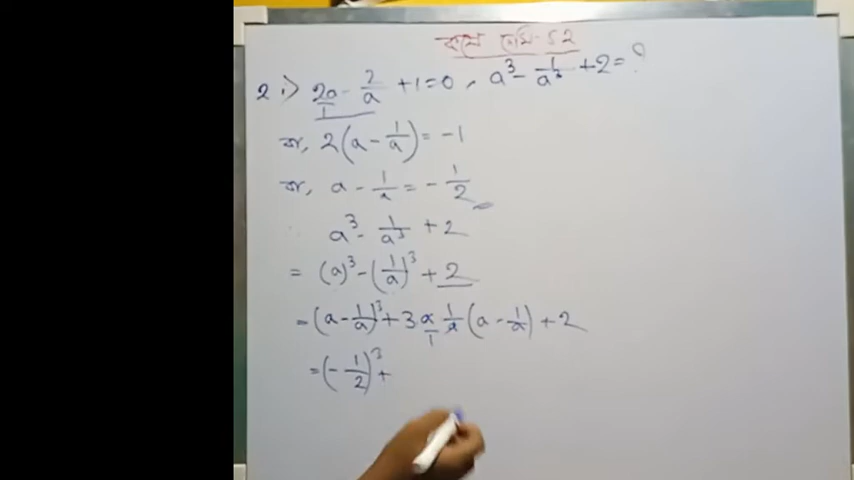 কষে দেখি-5.2
2 i> 2a/1 - 2/a + 1 = 0, a³ - 1/a³ + 2 = ?
বা, 2(a - 1/a) = -1
বা, a - 1/a = - 1/2
a³ - 1/a³ + 2
= (a)³ - (1/a)³ + 2
= (a - 1/a)³ + 3 a/1 1/a (a - 1/a) + 2
= (- 1/2)³ +